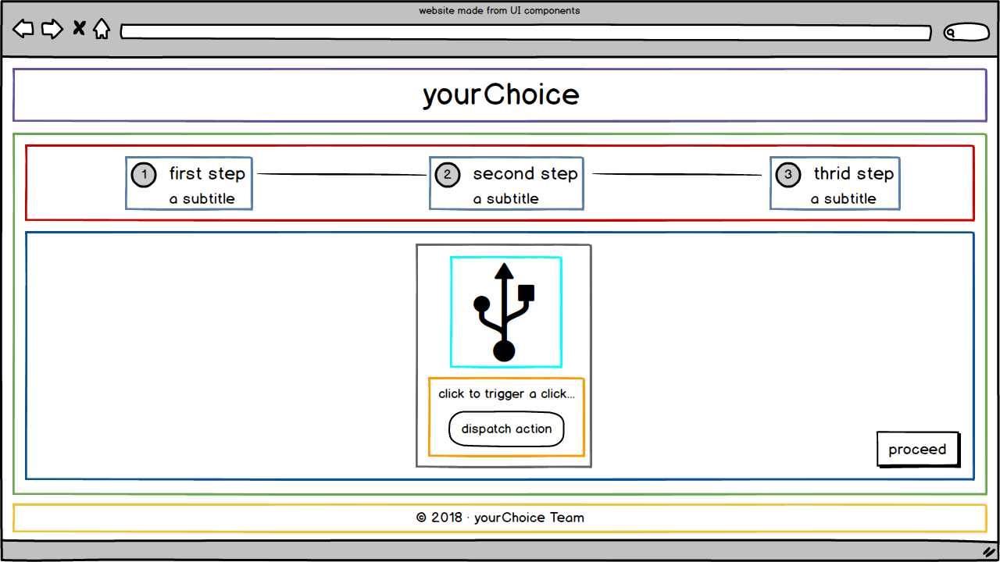 website made from UI components
yourChoice
1 first step
a subtitle
2 second step
a subtitle
3 thrid step
a subtitle
click to trigger a click...
dispatch action
proceed
© 2018 · yourChoice Team